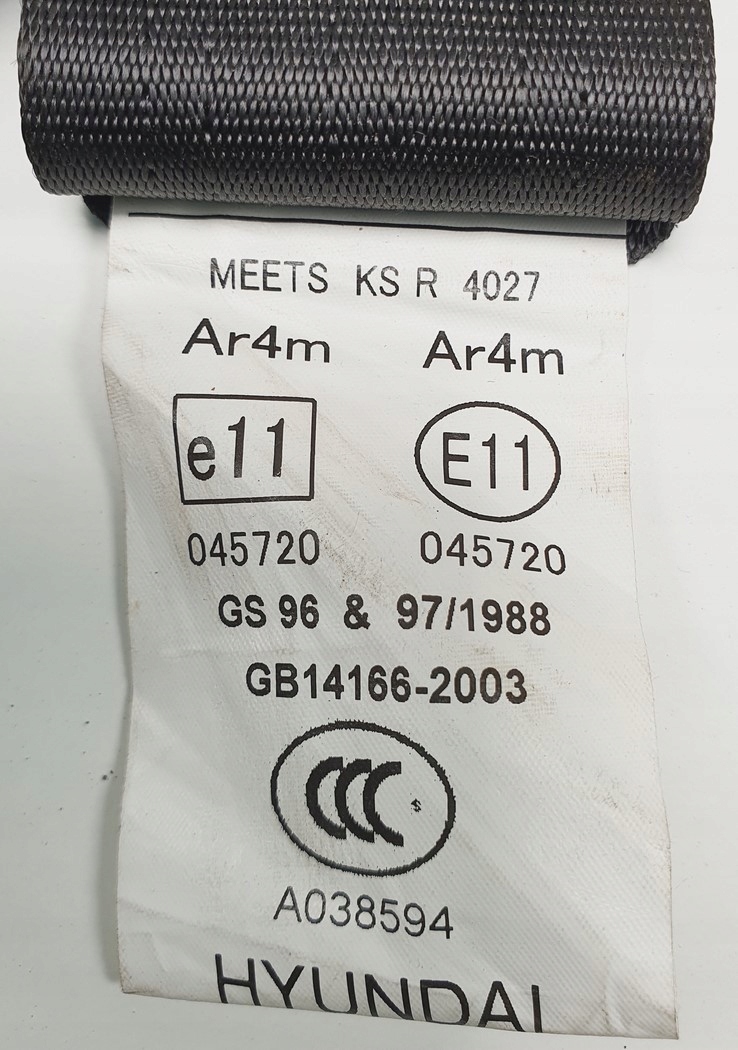 MEETS KS R 4027
Ar4m Ar4m
e11 E11
045720 045720
GS 96 & 97/1988
GB14166-2003
CCC S
A038594
HYUNDAI